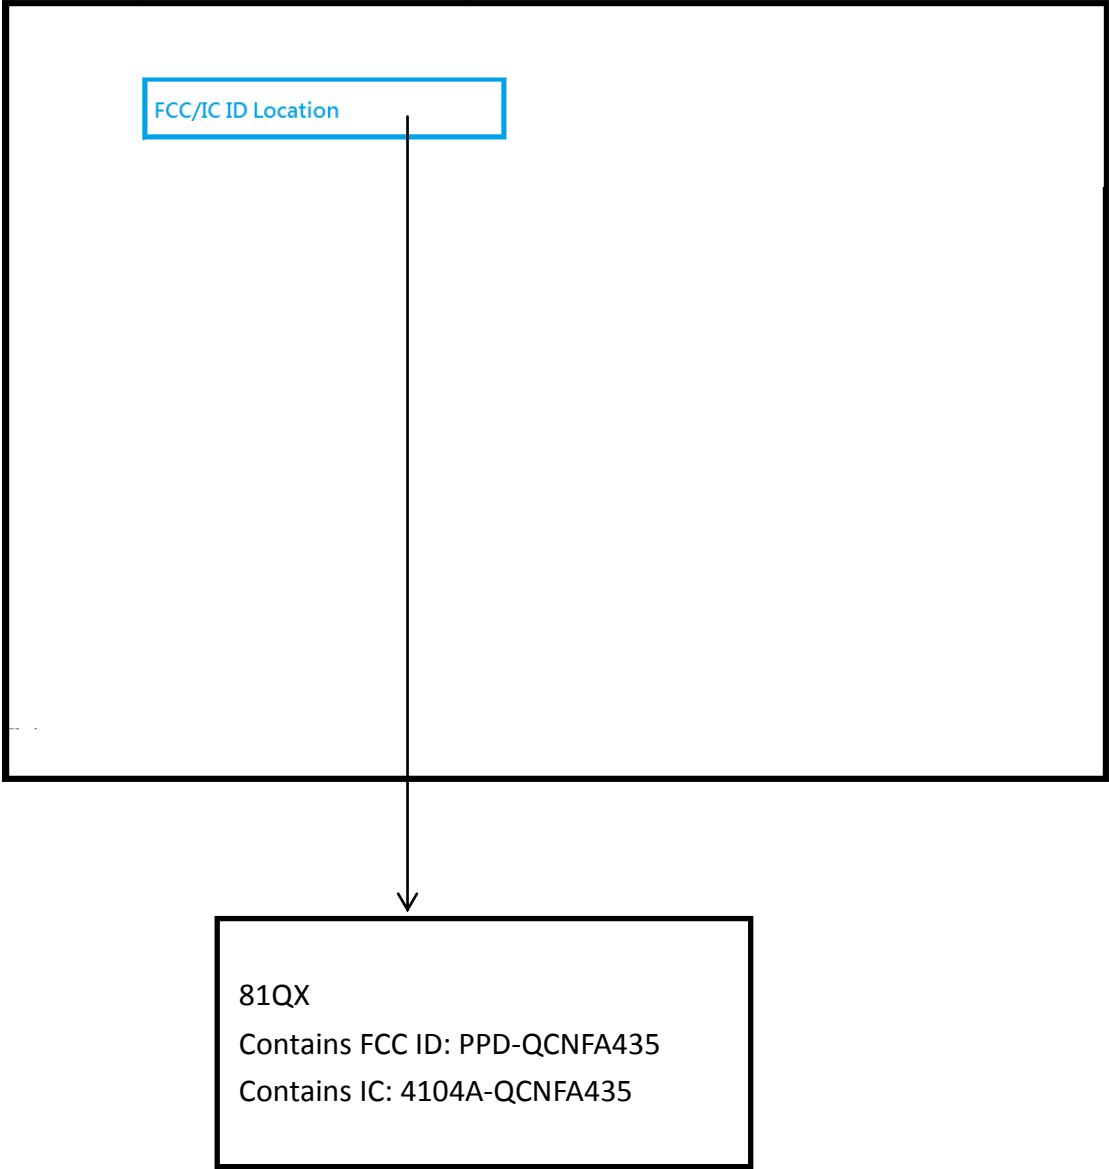 FCC/IC ID Location
81QX
Contains FCC ID: PPD-QCNFA435
Contains IC: 4104A-QCNFA435